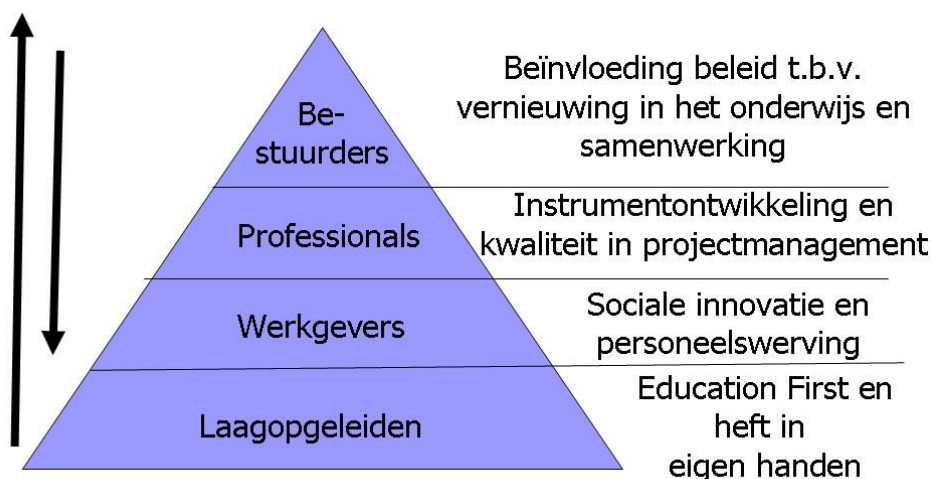 Be-
stuurders
Beïnvloeding beleid t.b.v.
vernieuwing in het onderwijs en
samenwerking
Professionals
Instrumentontwikkeling en
kwaliteit in projectmanagement
Werkgevers
Sociale innovatie en
personeelswerving
Laagopgeleiden
Education First en
heft in
eigen handen